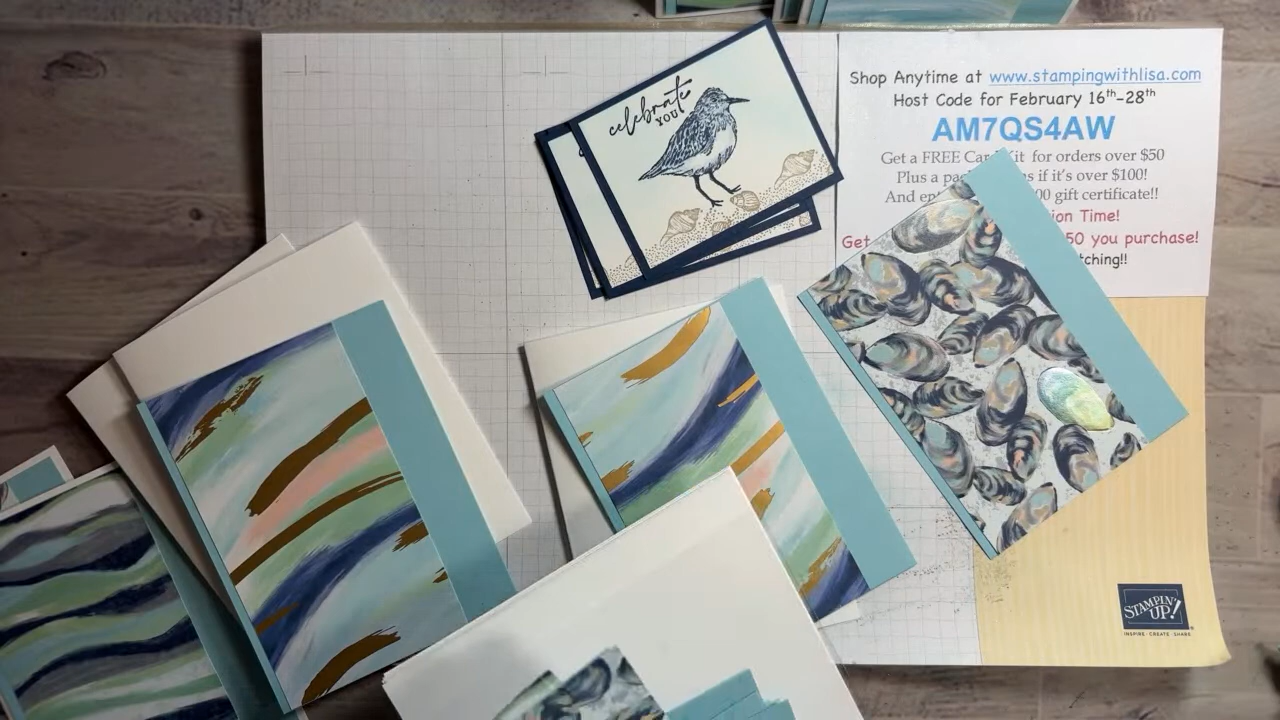 celebrate
YOU
Shop Anytime at www.stampingwithlisa.com
Host Code for February 16th-28th
AM7QS4AW
Get a FREE Car Kit for orders over $50
Plus a pa s if it's over $100!
And en 00 gift certificate!!
ion Time!
Get 50 you purchase!
tching!!
STAMPIN' UP!
INSPIRE · CREATE · SHARE